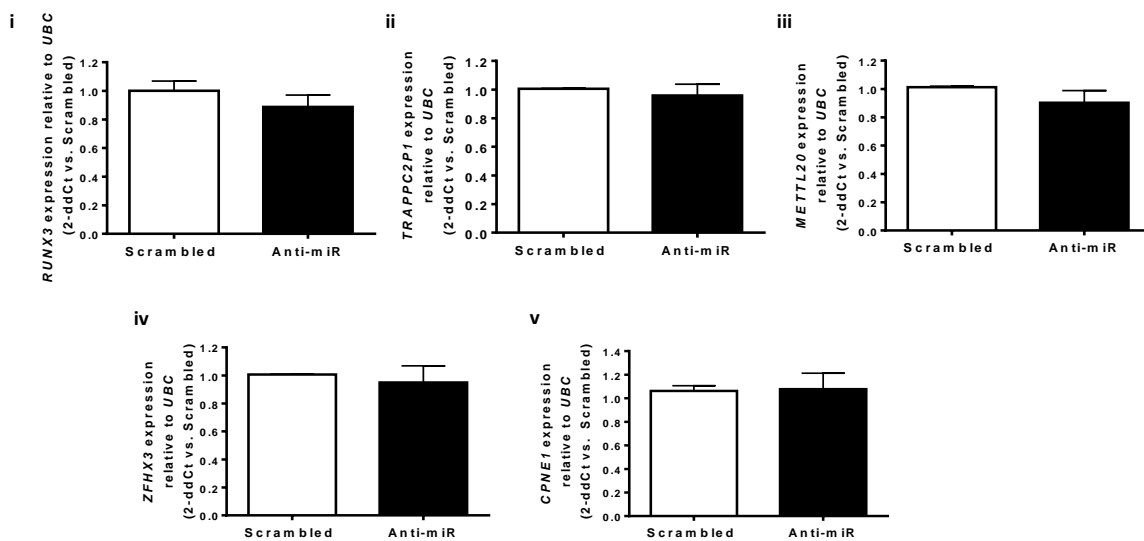 i
RUNX3 expression relative to UBC
(2-ddCt vs. Scrambled)
1.2
1.0
0.8
0.6
0.4
0.2
0.0
Scrambled Anti-miR
ii
TRAPPC2P1 expression
relative to UBC
(2-ddCt vs. Scrambled)
1.2
1.0
0.8
0.6
0.4
0.2
0.0
Scrambled Anti-miR
iii
METTL20 expression
relative to UBC
(2-ddCt vs. Scrambled)
1.2
1.0
0.8
0.6
0.4
0.2
0.0
Scrambled Anti-miR
iv
ZFHX3 expression
relative to UBC
(2-ddCt vs. Scrambled)
1.2
1.0
0.8
0.6
0.4
0.2
0.0
Scrambled Anti-miR
v
CPNE1 expression
relative to UBC
(2-ddCt vs. Scrambled)
1.4
1.2
1.0
0.8
0.6
0.4
0.2
0.0
Scrambled Anti-miR